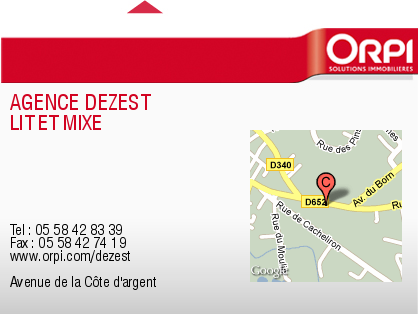 ORPI
SOLUTIONS IMMOBILIÈRES
AGENCE DEZEST
LIT ET MIXE
Tel : 05 58 42 83 39
Fax : 05 58 42 74 19
www.orpi.com/dezest
Avenue de la Côte d'argent
Rue des Pins
D340
C
D652
Av. du Born
Rue de Cacheliron
Rue du Moulin
Ru
Google